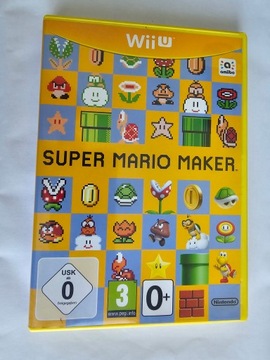 Wii U
a
amiibo
SUPER MARIO MAKER
USK
ab
0
freigegeben
3
www.pegi.info
0+
Nintendo